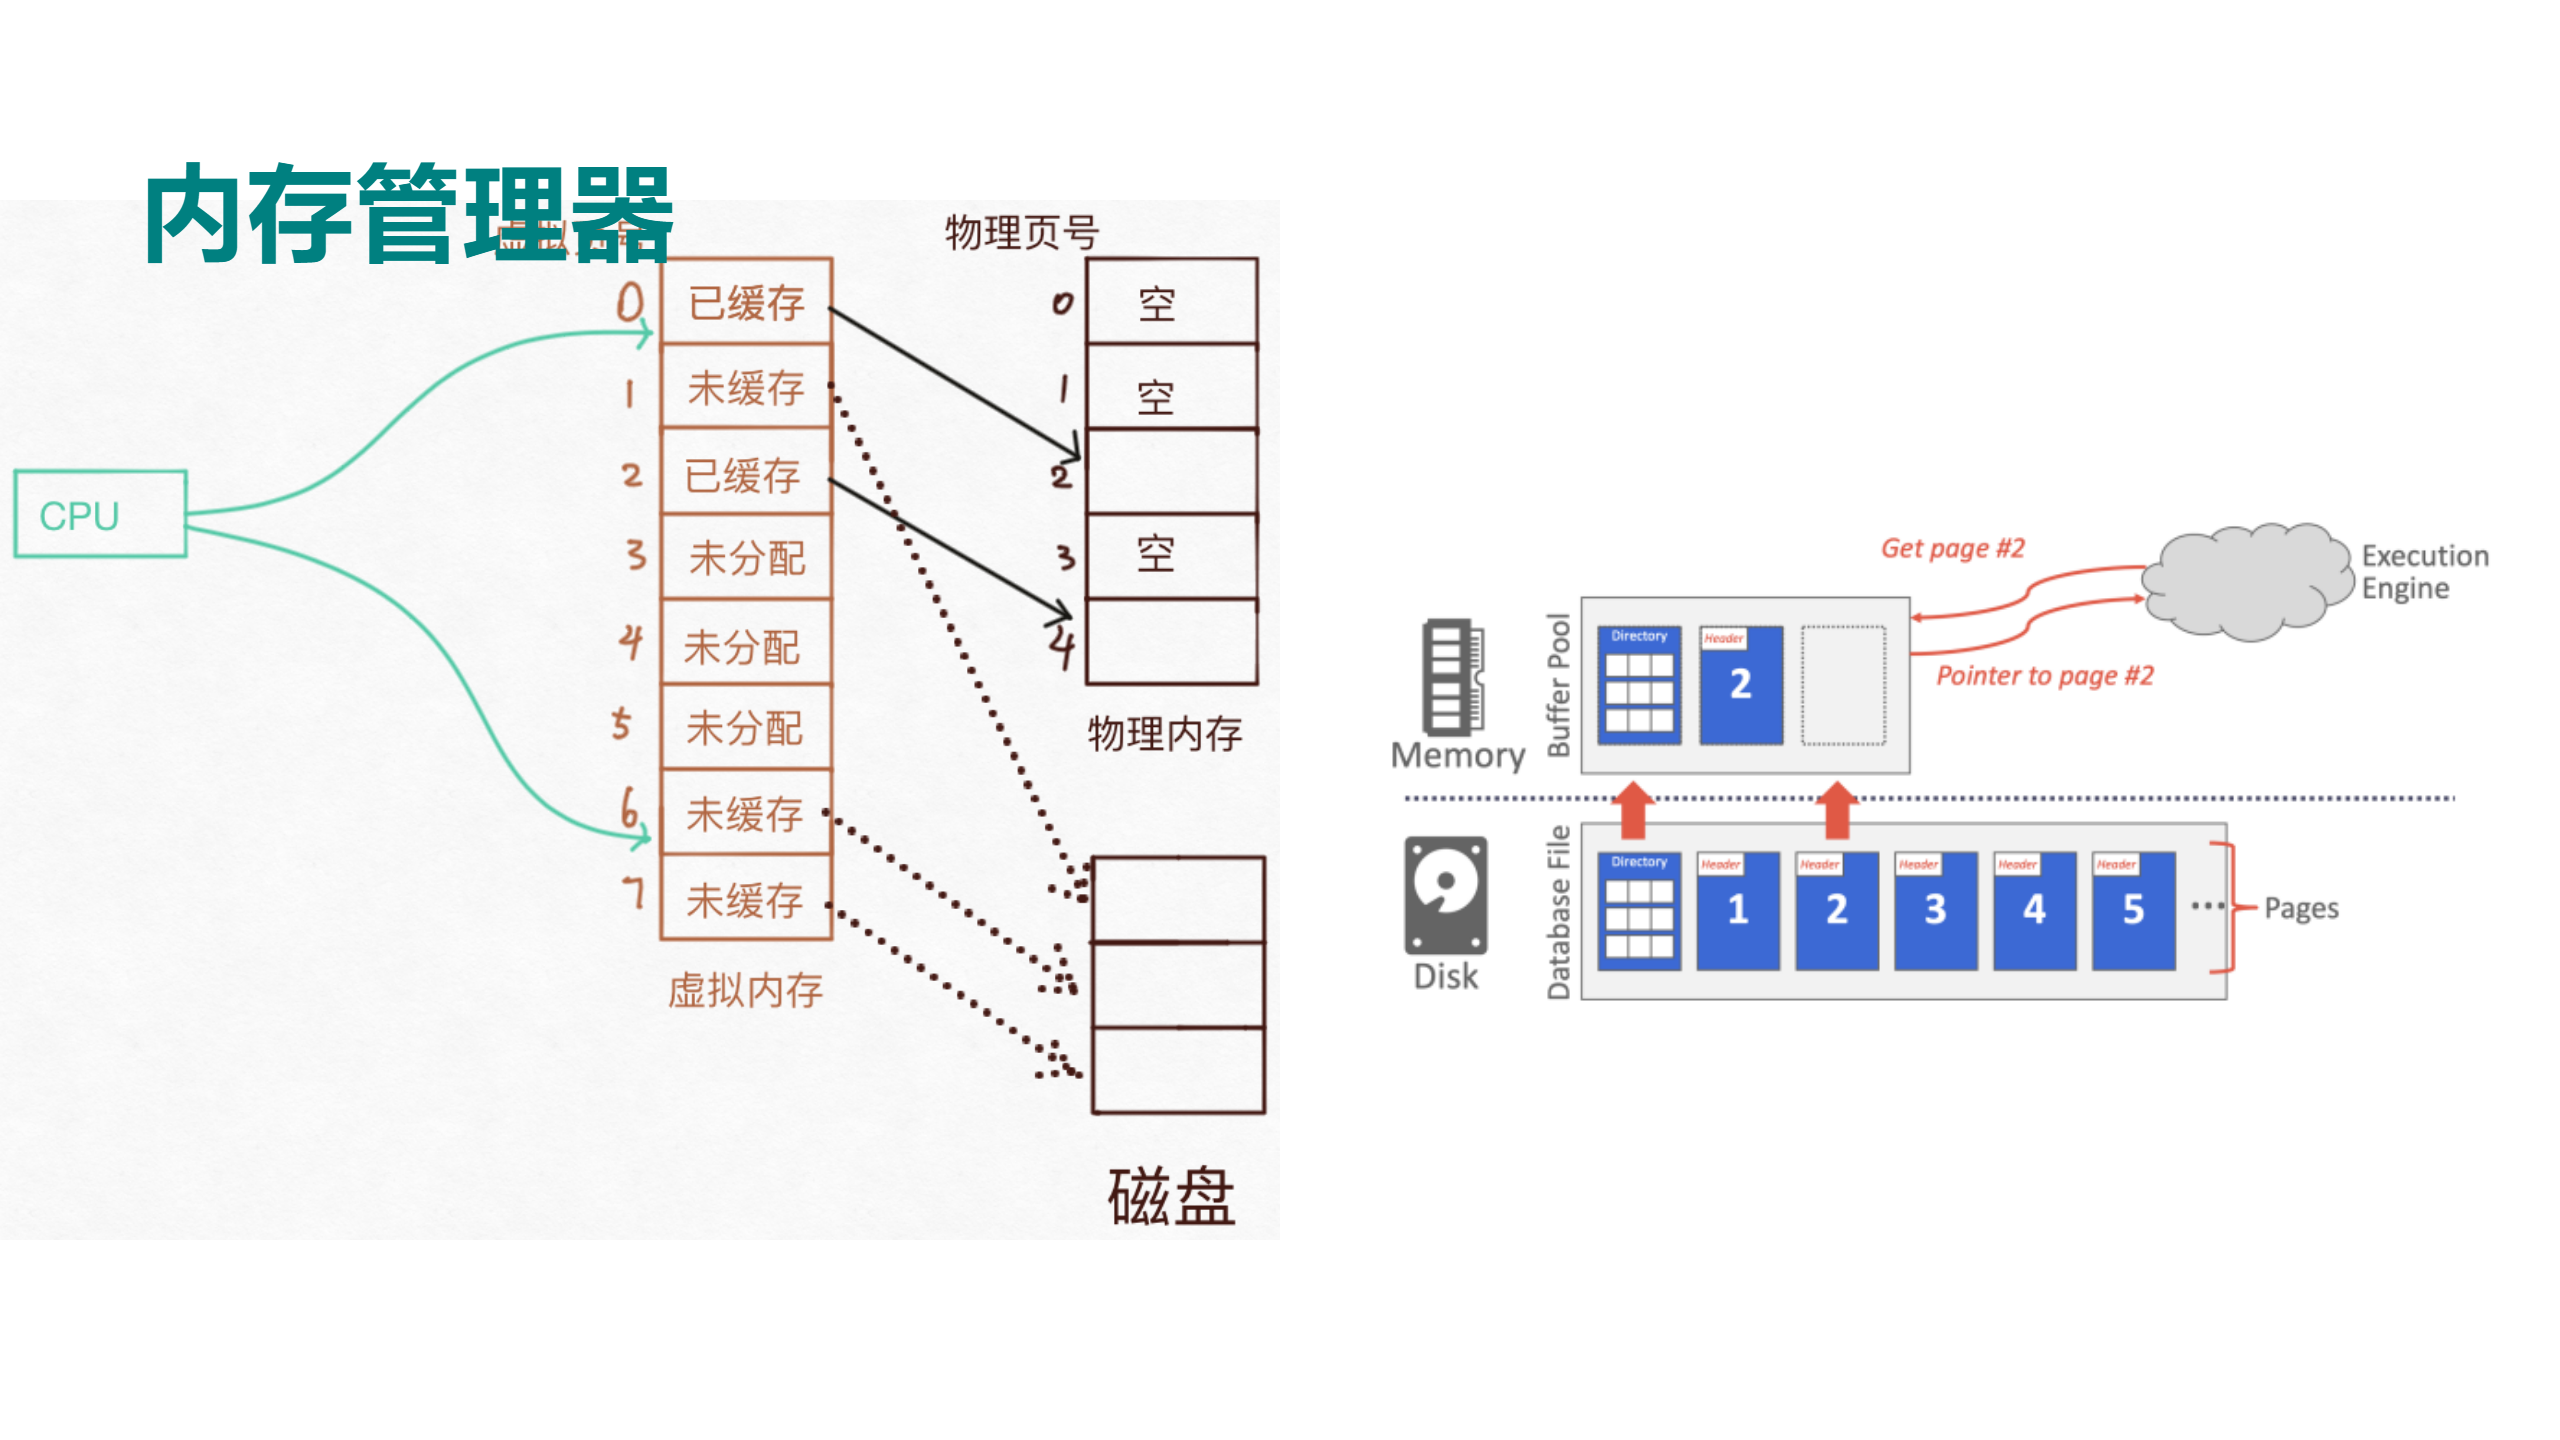 内存管理器
物理页号
0 已缓存
1 未缓存
2 已缓存
3 未分配
4 未分配
5 未分配
6 未缓存
7 未缓存
虚拟内存
CPU
0 空
1 空
2
3 空
4
物理内存
磁盘
Get page #2
Execution
Engine
Pointer to page #2
Memory
Buffer Pool
Directory
Header
2
Disk
Database File
Directory
Header
1
Header
2
Header
3
Header
4
Header
5
...
Pages